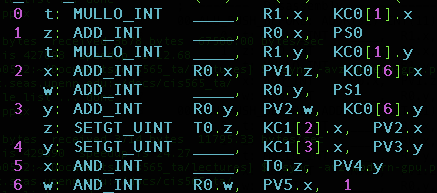 0 t: MULLO_INT ____, R1.x, KC0[1].x
1 z: ADD_INT ____, R0.x, PS0
t: MULLO_INT ____, R1.y, KC0[1].y
2 x: ADD_INT R0.x, PV1.z, KC0[6].x
w: ADD_INT ____, R0.y, PS1
3 y: ADD_INT R0.y, PV2.w, KC0[6].y
z: SETGT_UINT T0.z, KC1[2].x, PV2.x
4 y: SETGT_UINT ____, KC1[3].x, PV3.y
5 x: AND_INT ____, T0.z, PV4.y
6 w: AND_INT R0.w, PV5.x, 1